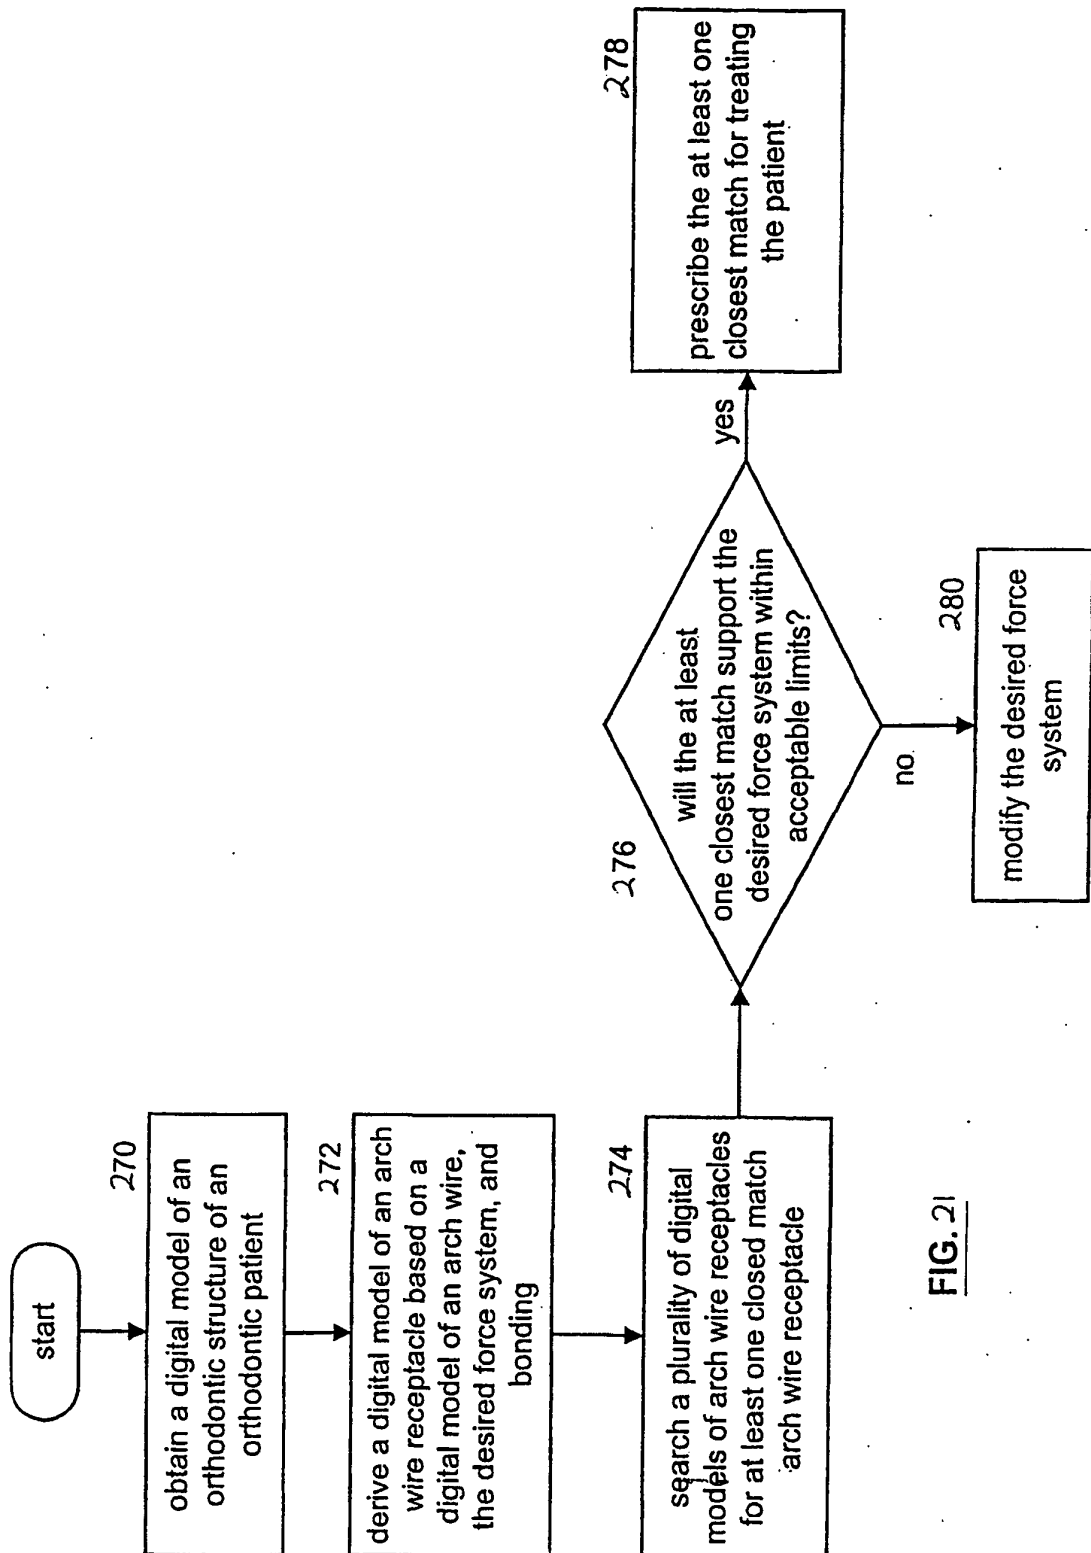 start
270
obtain a digital model of an
orthodontic structure of an
orthodontic patient
272
derive a digital model of an arch
wire receptacle based on a
digital model of an arch wire,
the desired force system, and
bonding
274
search a plurality of digital
models of arch wire receptacles
for at least one closed match
arch wire receptacle
276
will the at least
one closest match support the
desired force system within
acceptable limits?
yes
278
prescribe the at least one
closest match for treating
the patient
no
280
modify the desired force
system
FIG. 21